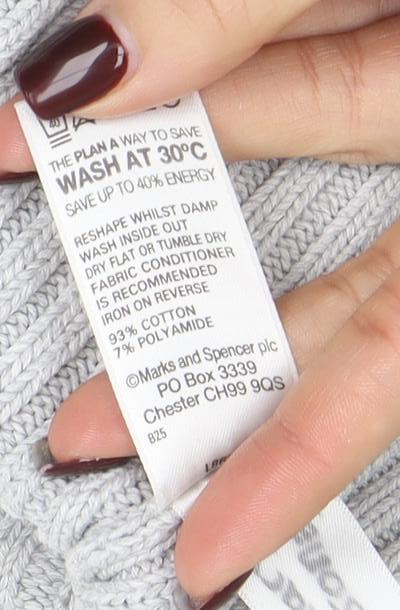 THE PLAN A WAY TO SAVE
WASH AT 30ºC
SAVE UP TO 40% ENERGY
RESHAPE WHILST DAMP
WASH INSIDE OUT
DRY FLAT OR TUMBLE DRY
FABRIC CONDITIONER
IS RECOMMENDED
IRON ON REVERSE
93% COTTON
7% POLYAMIDE
©Marks and Spencer plc
PO Box 3339
Chester CH99 9QS
825